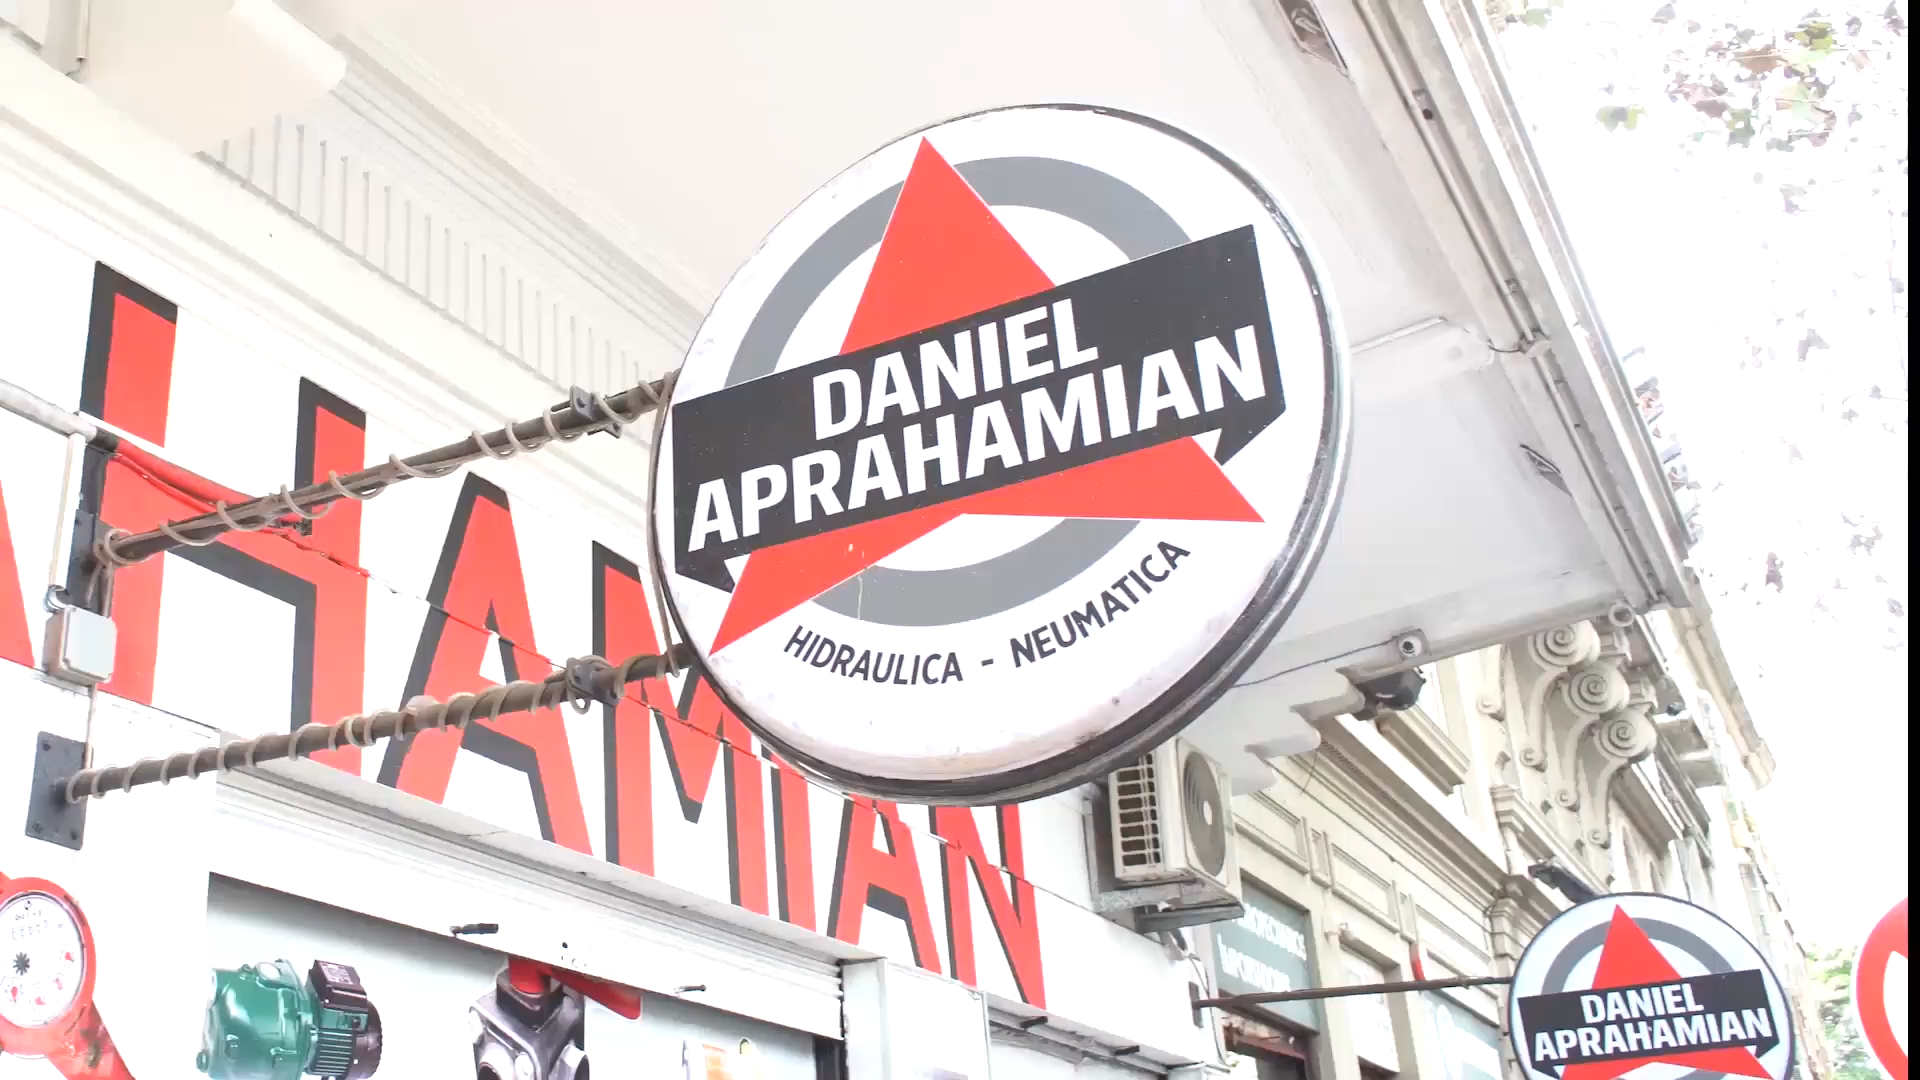 DANIEL
APRAHAMIAN
HIDRAULICA - NEUMATICA
HAMIAN
DANIEL
APRAHAMIAN